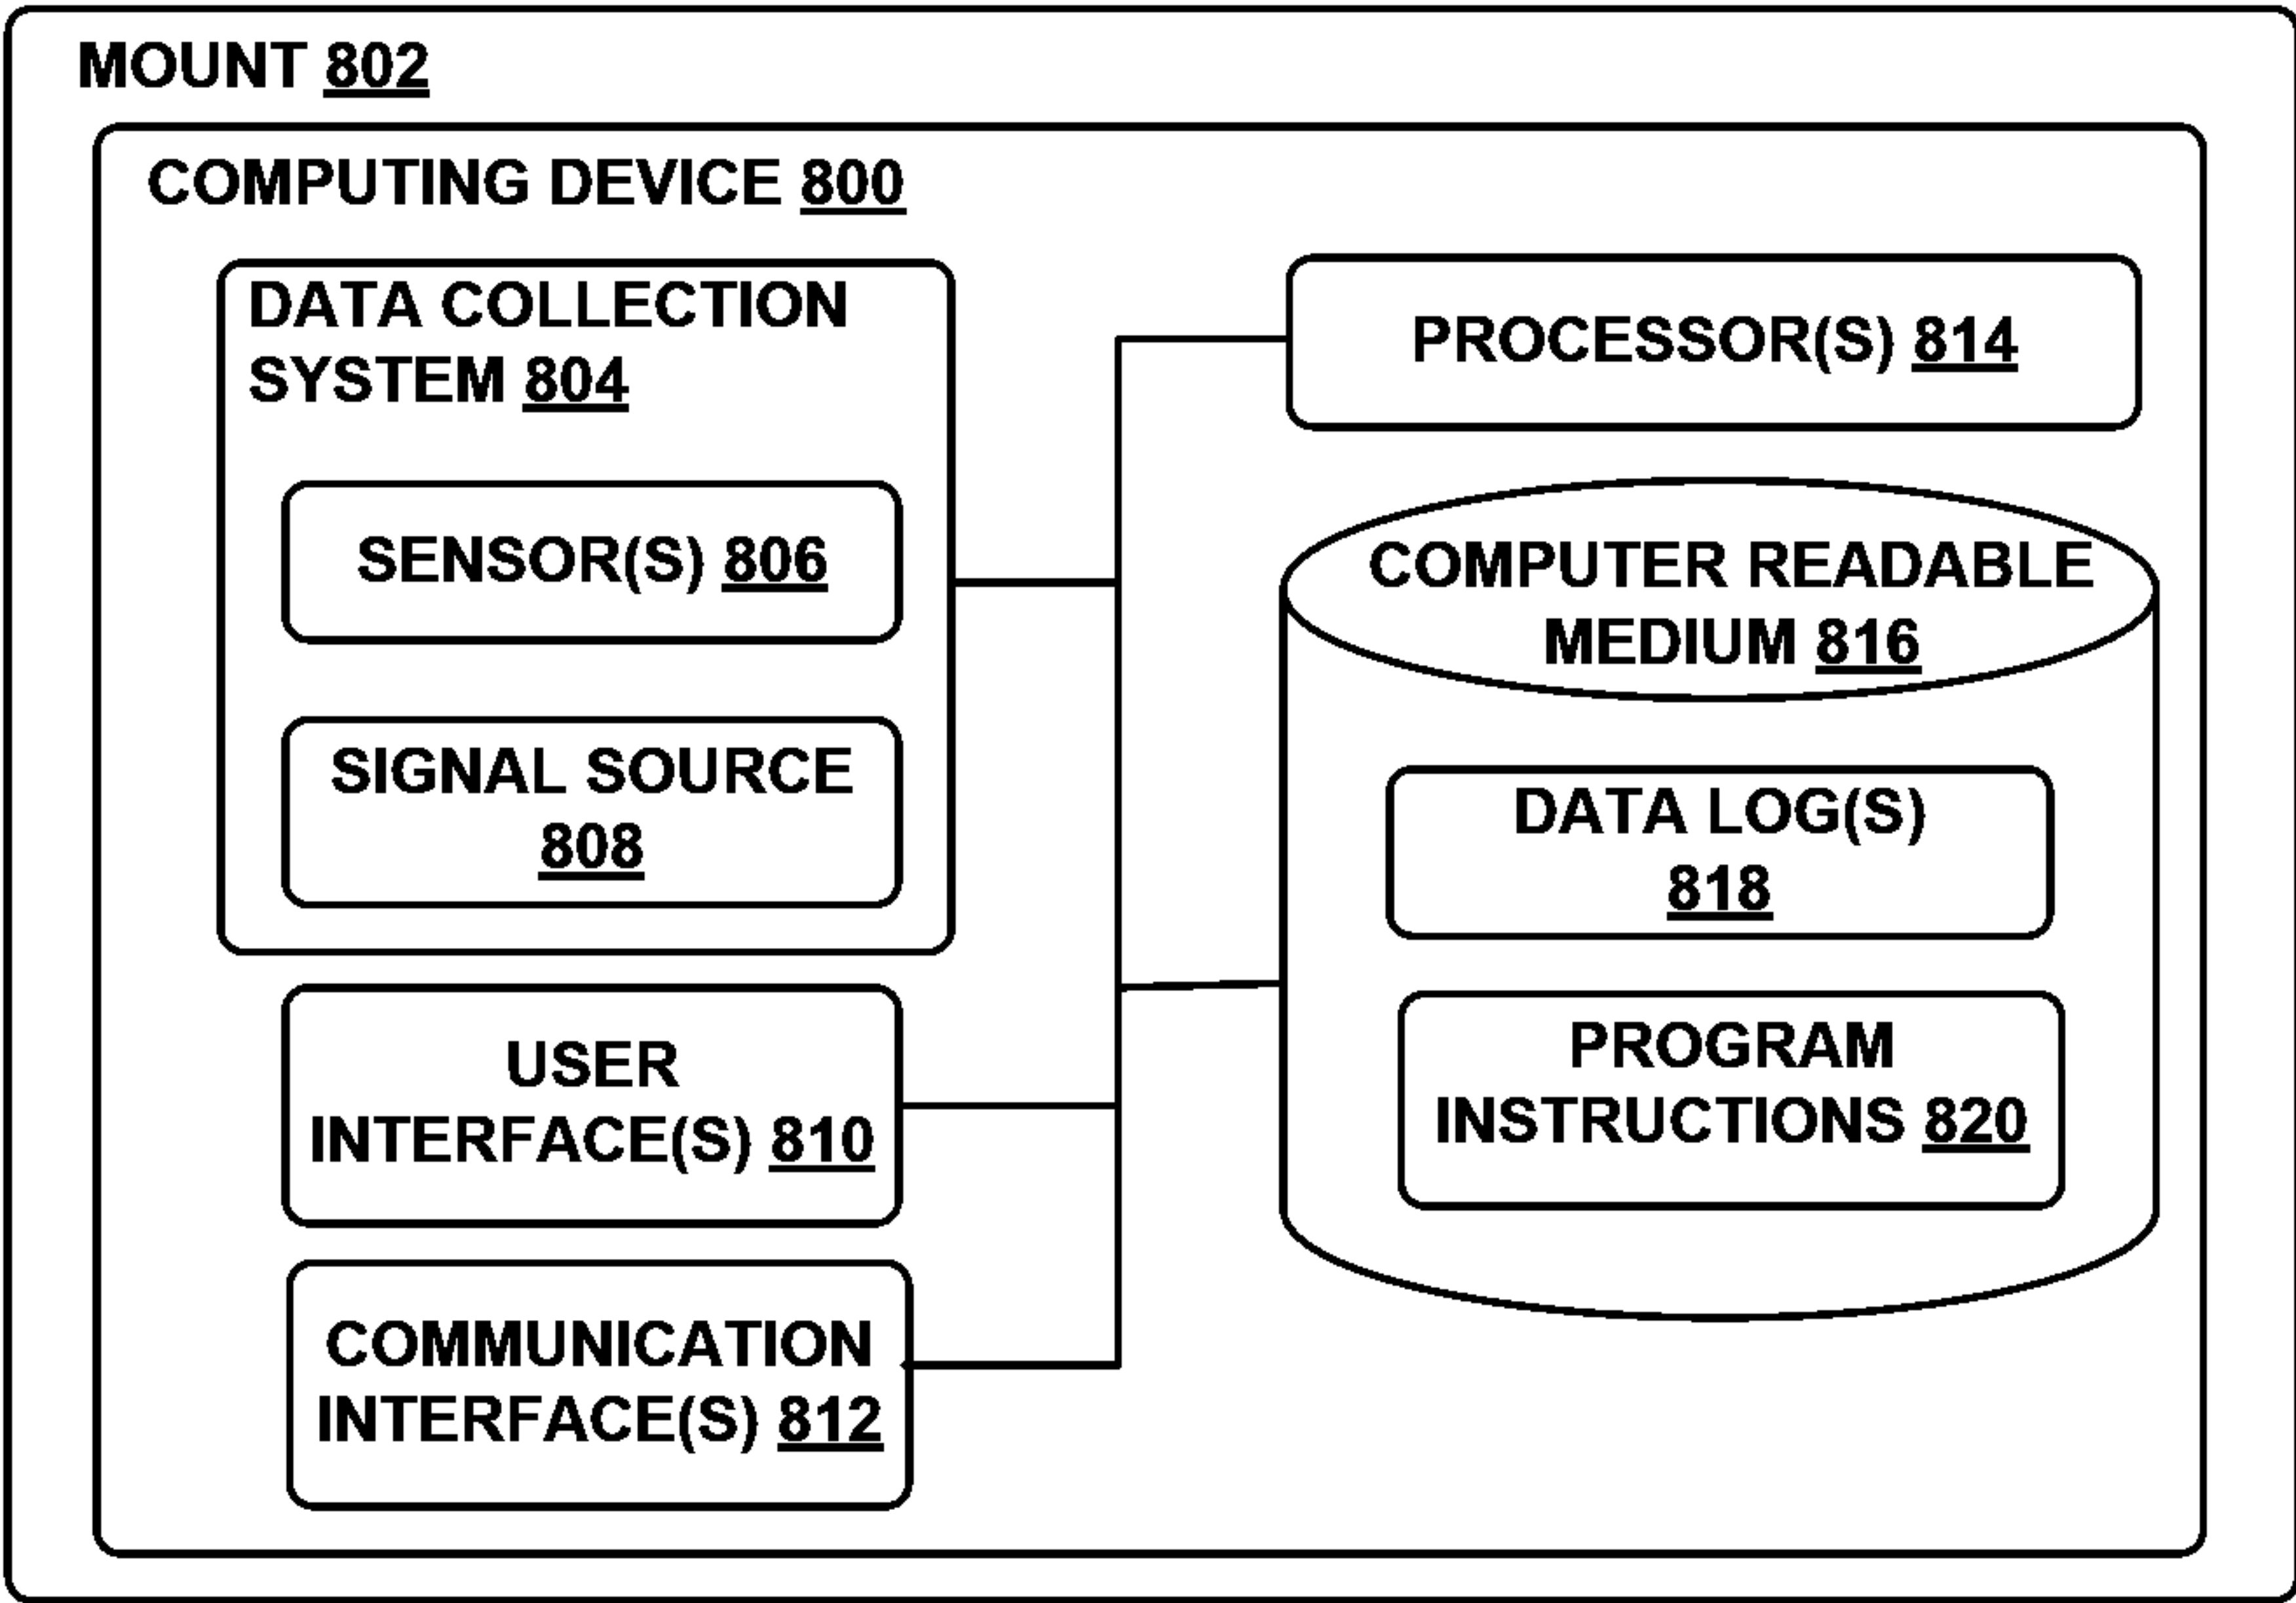 MOUNT 802
COMPUTING DEVICE 800
DATA COLLECTION
SYSTEM 804
SENSOR(S) 806
SIGNAL SOURCE
808
USER
INTERFACE(S) 810
COMMUNICATION
INTERFACE(S) 812
PROCESSOR(S) 814
COMPUTER READABLE
MEDIUM 816
DATA LOG(S)
818
PROGRAM
INSTRUCTIONS 820